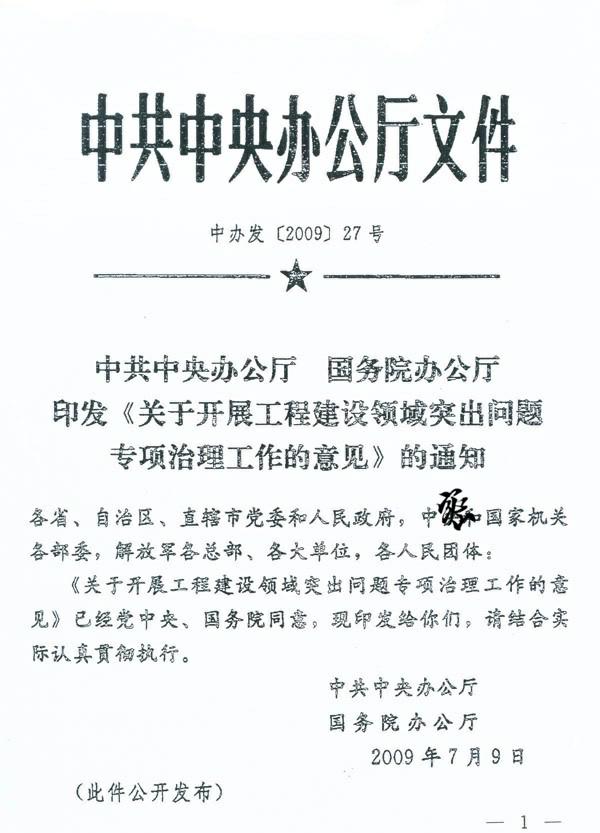 中共中央办公厅文件
中办发〔2009〕27号
中共中央办公厅 国务院办公厅
印发《关于开展工程建设领域突出问题
专项治理工作的意见》的通知
各省、自治区、直辖市党委和人民政府，中和国家机关
各部委，解放军各总部、各大单位，各人民团体：
《关于开展工程建设领域突出问题专项治理工作的意
见》已经党中央、国务院同意，现印发给你们，请结合实
际认真贯彻执行。
中共中央办公厅
国务院办公厅
2009年7月9日
（此件公开发布）
— 1 —